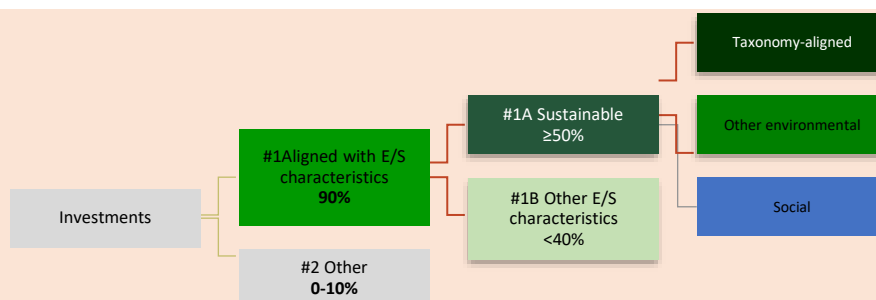 Taxonomy-aligned
#1A Sustainable
≥50%
Other environmental
#1Aligned with E/S
characteristics
90%
#1B Other E/S
characteristics
<40%
Social
Investments
#2 Other
0-10%